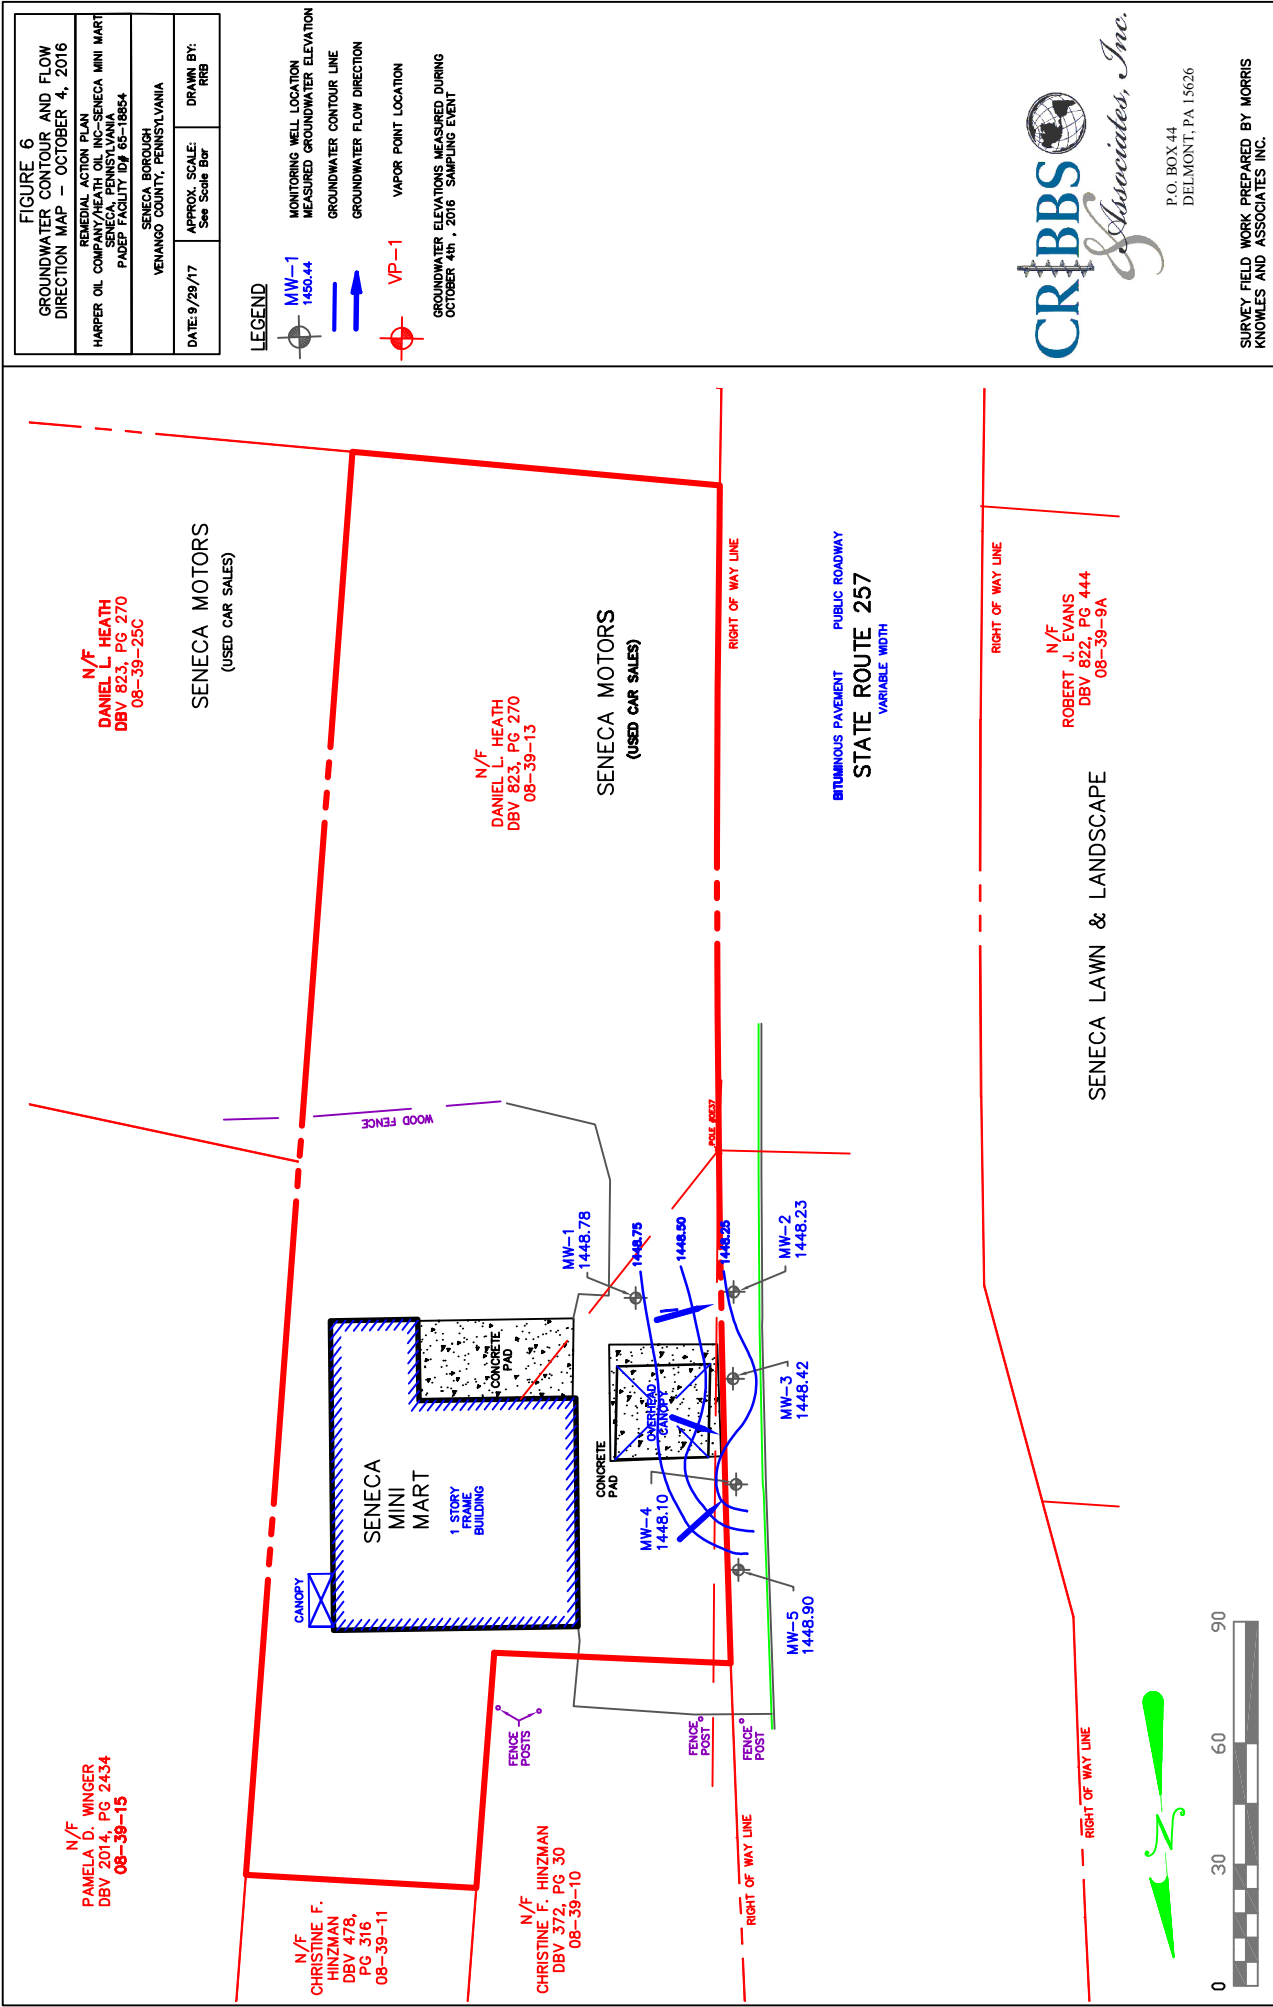 FIGURE 6
GROUNDWATER CONTOUR AND FLOW
DIRECTION MAP - OCTOBER 4, 2016
REMEDIAL ACTION PLAN
HARPER OIL COMPANY/HEATH OIL INC-SENECA MINI MART
SENECA, PENNSYLVANIA
PADEP FACILITY ID# 65-18854
SENECA BOROUGH
VENANGO COUNTY, PENNSYLVANIA
DATE: 9/29/17
APPROX. SCALE:
See Scale Bar
DRAWN BY:
RRB
LEGEND
MW-1
1450.44
MONITORING WELL LOCATION
MEASURED GROUNDWATER ELEVATION
GROUNDWATER CONTOUR LINE
GROUNDWATER FLOW DIRECTION
VP-1
VAPOR POINT LOCATION
GROUNDWATER ELEVATIONS MEASURED DURING
OCTOBER 4th , 2016 SAMPLING EVENT
CRIBBS
& Associates, Inc.
P.O. BOX 44
DELMONT, PA 15626
SURVEY FIELD WORK PREPARED BY MORRIS
KNOWLES AND ASSOCIATES INC.
N/F
PAMELA D. WINGER
DBV 2014, PG 2434
08-39-15
N/F
DANIEL L. HEATH
DBV 823, PG 270
08-39-25C
SENECA MOTORS
(USED CAR SALES)
N/F
CHRISTINE F.
HINZMAN
DBV 478,
PG 316
08-39-11
N/F
CHRISTINE F. HINZMAN
DBV 372, PG 30
08-39-10
N/F
DANIEL L. HEATH
DBV 823, PG 270
08-39-13
SENECA MOTORS
(USED CAR SALES)
WOOD FENCE
CANOPY
SENECA
MINI
MART
1 STORY
FRAME
BUILDING
CONCRETE
PAD
CONCRETE
PAD
OVERHEAD
CANOPY
FENCE
POSTS
FENCE
POST
FENCE
POST
MW-1
1448.78
1448.75
1448.50
1448.25
MW-2
1448.23
MW-3
1448.42
MW-4
1448.10
MW-5
1448.90
POLE
RIGHT OF WAY LINE
RIGHT OF WAY LINE
BITUMINOUS PAVEMENT
PUBLIC ROADWAY
STATE ROUTE 257
VARIABLE WIDTH
RIGHT OF WAY LINE
RIGHT OF WAY LINE
N/F
ROBERT J. EVANS
DBV 822, PG 444
08-39-9A
SENECA LAWN & LANDSCAPE
N
0
30
60
90